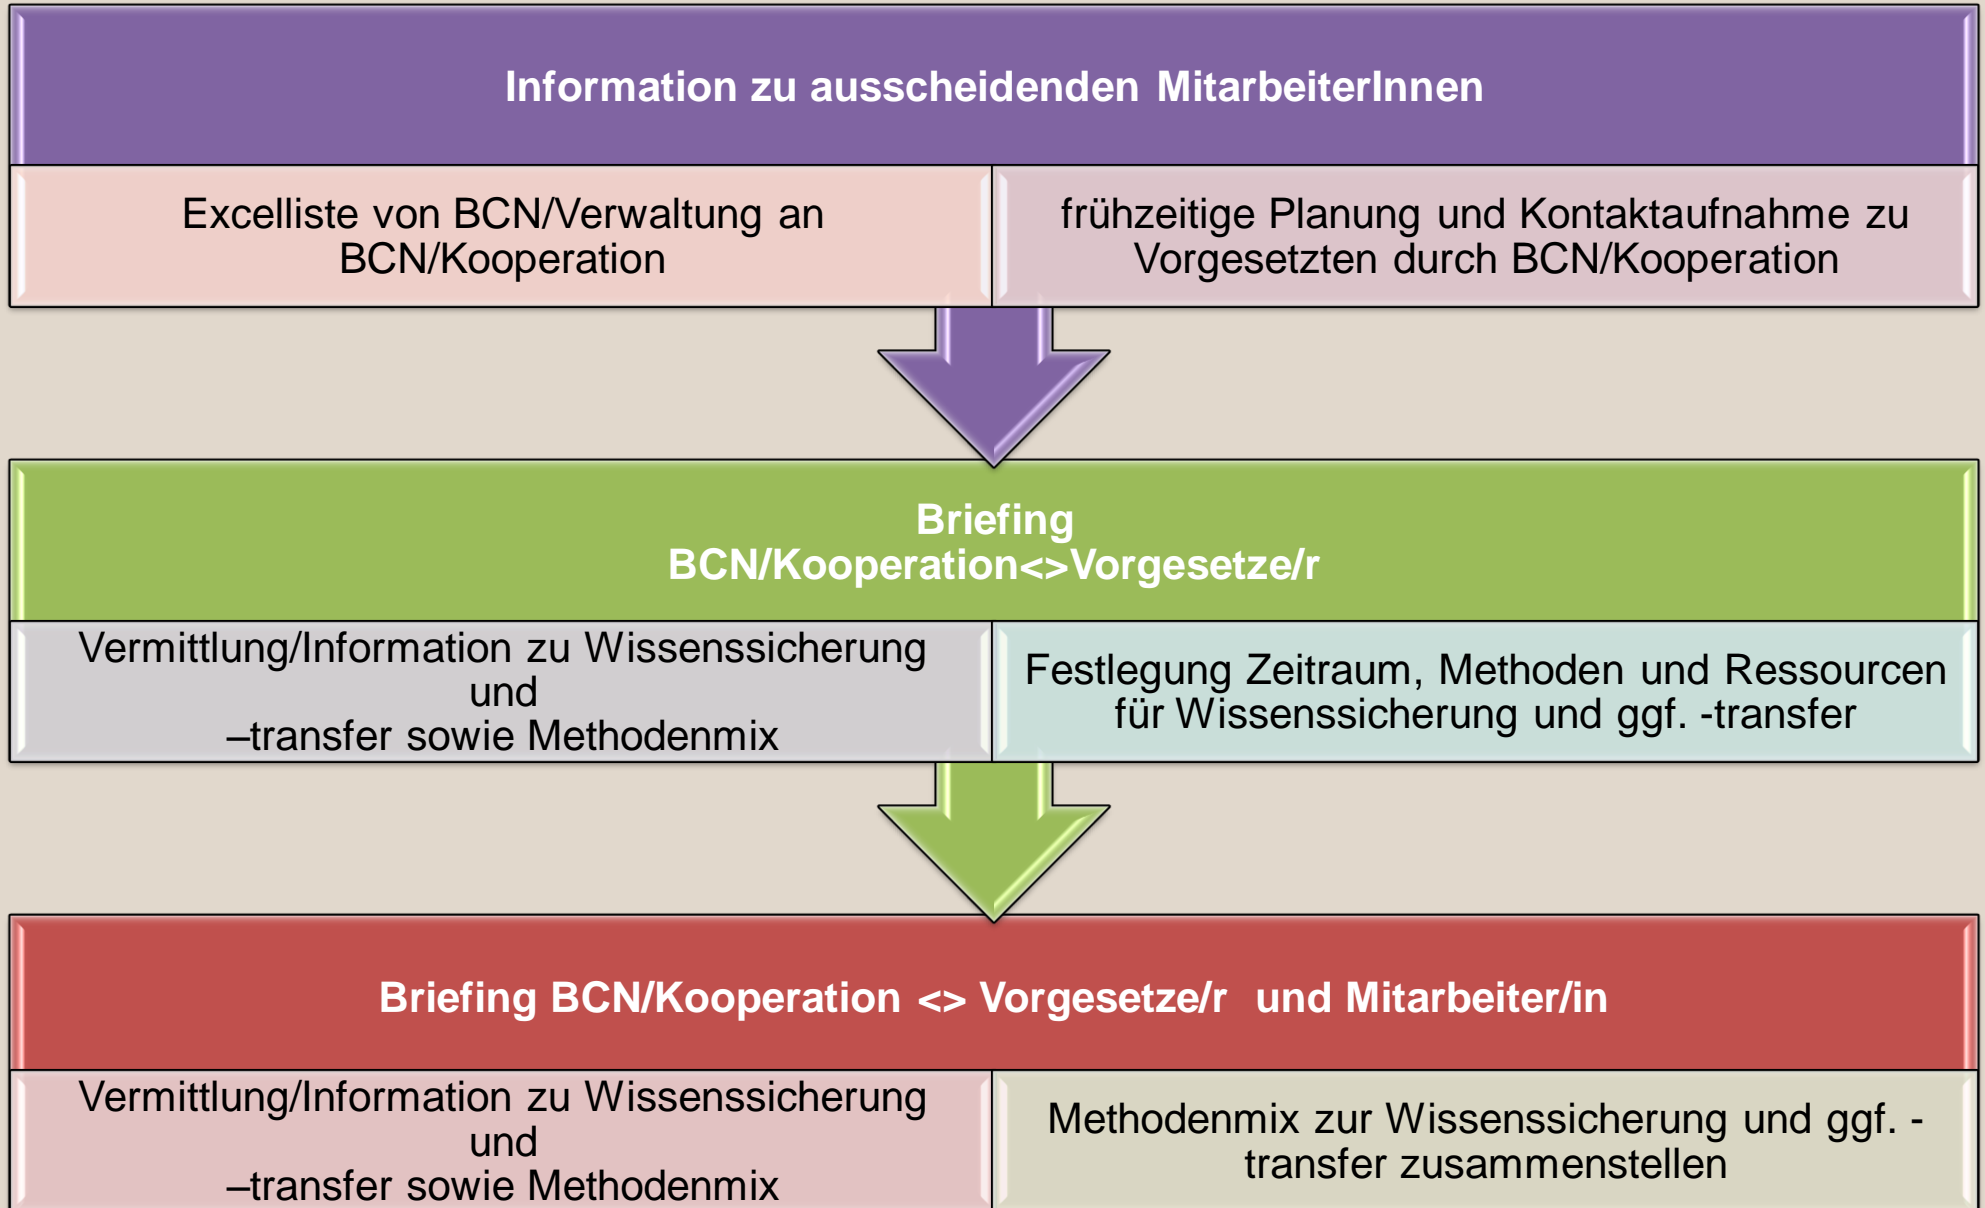 Information zu ausscheidenden MitarbeiterInnen
Excelliste von BCN/Verwaltung an
BCN/Kooperation
frühzeitige Planung und Kontaktaufnahme zu
Vorgesetzten durch BCN/Kooperation
Briefing
BCN/Kooperation<>Vorgesetze/r
Vermittlung/Information zu Wissenssicherung
und
–transfer sowie Methodenmix
Festlegung Zeitraum, Methoden und Ressourcen
für Wissenssicherung und ggf. -transfer
Briefing BCN/Kooperation <> Vorgesetze/r und Mitarbeiter/in
Vermittlung/Information zu Wissenssicherung
und
–transfer sowie Methodenmix
Methodenmix zur Wissenssicherung und ggf. -
transfer zusammenstellen